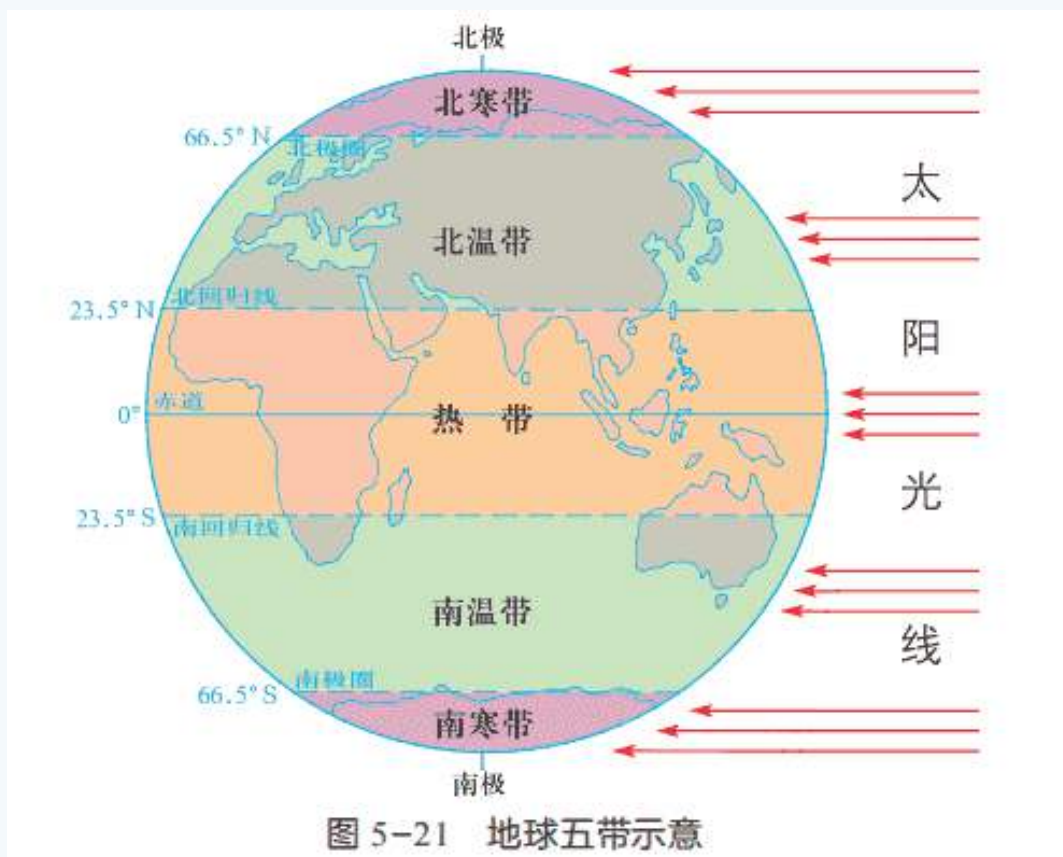 北极
北寒带
66.5° N
北极圈
太
北温带
北回归线
23.5° N
阳
赤道
0°
热 带
光
23.5° S
南回归线
南温带
线
南极圈
66.5° S
南寒带
南极
图 5-21 地球五带示意